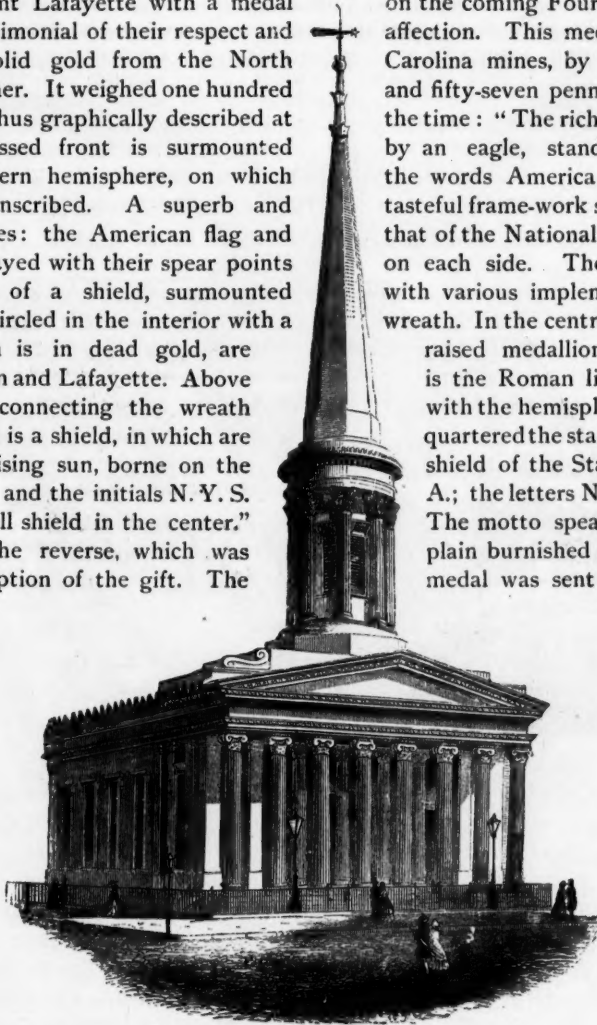 nt Lafayette with a medal on the coming Four
timonial of their respect and affection. This med
olid gold from the North Carolina mines, by
her. It weighed one hundred and fifty-seven penn
hus graphically described at the time: "The rich
ssed front is surmounted by an eagle, stand
ern hemisphere, on which the words America
nscribed. A superb and tasteful frame-work s
es: the American flag and that of the National
ayed with their spear points on each side. The
of a shield, surmounted with various implem
ircled in the interior with a wreath. In the centr
is in dead gold, are raised medallion
n and Lafayette. Above is the Roman li
connecting the wreath with the hemisph
is a shield, in which are quartered the sta
ising sun, borne on the shield of the Sta
and the initials N. Y. S. A.; the letters N
ll shield in the center." The motto spea
he reverse, which was plain burnished
ption of the gift. The medal was sent